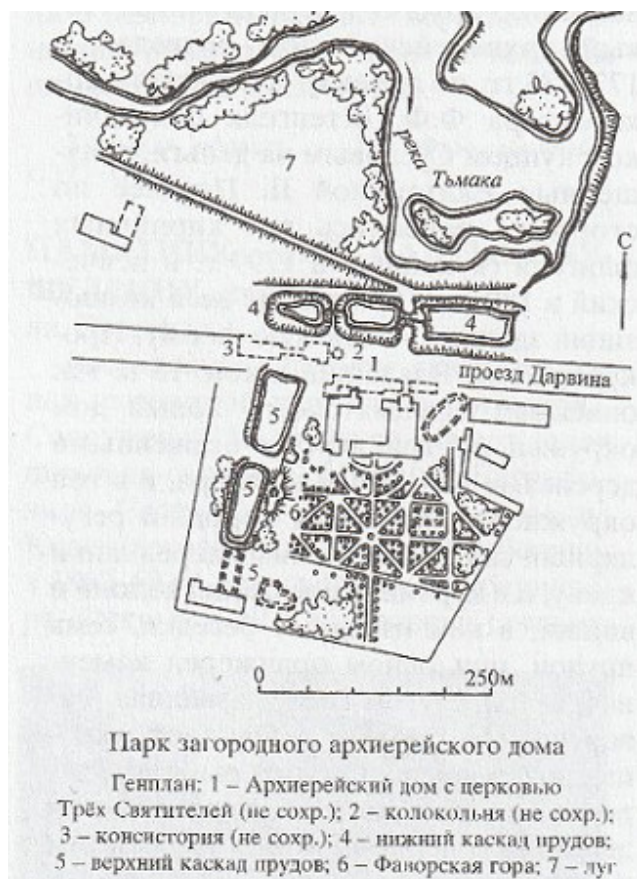 7
река
Тьмака
С
4
4
3
2
1
проезд Дарвина
5
5
6
0
250м
Парк загородного архиерейского дома
Генплан: 1 – Архиерейский дом с церковью
Трёх Святителей (не сохр.); 2 – колокольня (не сохр.);
3 – консистория (не сохр.); 4 – нижний каскад прудов;
5 – верхний каскад прудов; 6 – Фаворская гора; 7 – луг